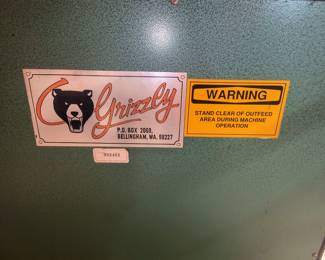 Grizzly
P.O. BOX 2069,
BELLINGHAM, WA. 98227
WARNING
STAND CLEAR OF OUTFEED
AREA DURING MACHINE
OPERATION